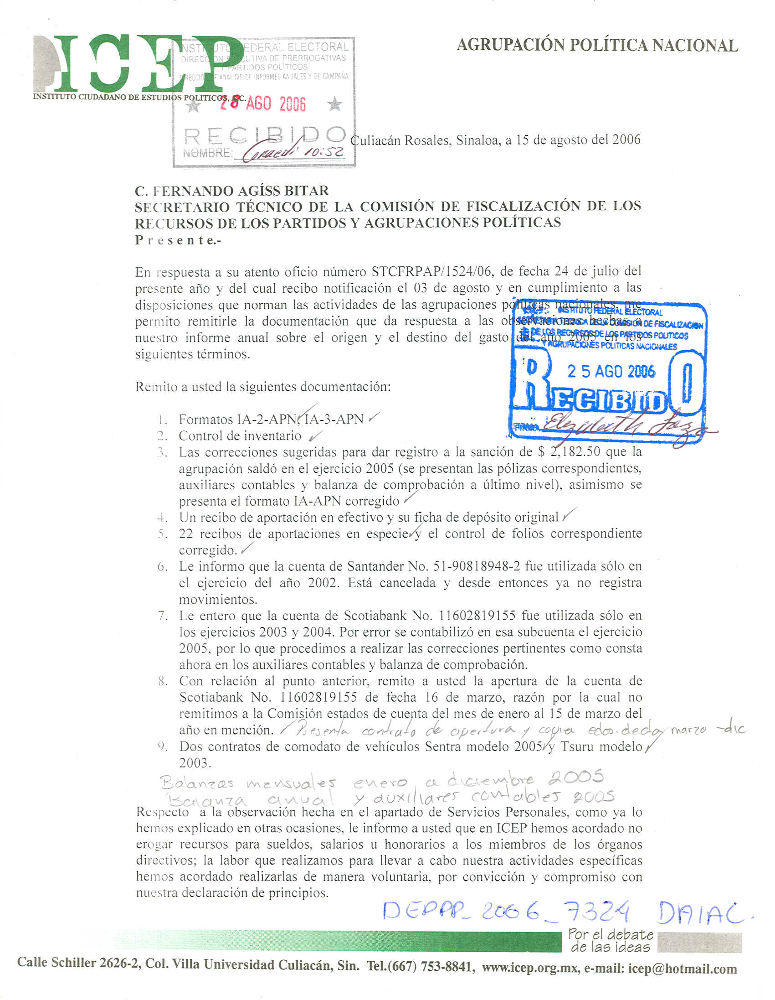 ICEP
INSTITUTO CIUDADANO DE ESTUDIOS POLITICOS, A.C.
AGRUPACIÓN POLÍTICA NACIONAL
INSTITUTO FEDERAL ELECTORAL
DIRECCIÓN EJECUTIVA DE PRERROGATIVAS
Y PARTIDOS POLÍTICOS
DIRECCIÓN DE ANALISIS DE INFORMES ANUALES Y DE CAMPAÑA
28 AGO 2006
RECIBIDO
NOMBRE: 10:52
Culiacán Rosales, Sinaloa, a 15 de agosto del 2006
C. FERNANDO AGÍSS BITAR
SECRETARIO TÉCNICO DE LA COMISIÓN DE FISCALIZACIÓN DE LOS
RECURSOS DE LOS PARTIDOS Y AGRUPACIONES POLÍTICAS
P r e s e n t e.-
En respuesta a su atento oficio número STCFRPAP/1524/06, de fecha 24 de julio del
presente año y del cual recibo notificación el 03 de agosto y en cumplimiento a las
disposiciones que norman las actividades de las agrupaciones políticas nacionales, me
permito remitirle la documentación que da respuesta a las observaciones hechas a
nuestro informe anual sobre el origen y el destino del gasto del año 2005 en los
siguientes términos.
INSTITUTO FEDERAL ELECTORAL
SECRETARIA TECNICA DE LA COMISION DE FISCALIZACION
DE LOS RECURSOS DE LOS PARTIDOS POLITICOS
Y AGRUPACIONES POLITICAS NACIONALES
25 AGO 2006
RECIBIDO
FIRMA Elizabeth
Remito a usted la siguientes documentación:
1. Formatos IA-2-APN, IA-3-APN ✓
2. Control de inventario ✓
3. Las correcciones sugeridas para dar registro a la sanción de $ 2,182.50 que la
agrupación saldó en el ejercicio 2005 (se presentan las pólizas correspondientes,
auxiliares contables y balanza de comprobación a último nivel), asimismo se
presenta el formato IA-APN corregido ✓
4. Un recibo de aportación en efectivo y su ficha de depósito original ✓
5. 22 recibos de aportaciones en especie ✓ y el control de folios correspondiente
corregido. ✓
6. Le informo que la cuenta de Santander No. 51-90818948-2 fue utilizada sólo en
el ejercicio del año 2002. Está cancelada y desde entonces ya no registra
movimientos.
7. Le entero que la cuenta de Scotiabank No. 11602819155 fue utilizada sólo en
los ejercicios 2003 y 2004. Por error se contabilizó en esa subcuenta el ejercicio
2005, por lo que procedimos a realizar las correcciones pertinentes como consta
ahora en los auxiliares contables y balanza de comprobación.
8. Con relación al punto anterior, remito a usted la apertura de la cuenta de
Scotiabank No. 11602819155 de fecha 16 de marzo, razón por la cual no
remitimos a la Comisión estados de cuenta del mes de enero al 15 de marzo del
año en mención. ✓ Presenta contrato de apertura y copia edos. de cta marzo - dic
9. Dos contratos de comodato de vehículos Sentra modelo 2005 ✓ y Tsuru modelo ✓
2003.
Balanzas mensuales enero a diciembre 2005
Balanza anual y auxiliares contables 2005
Respecto a la observación hecha en el apartado de Servicios Personales, como ya lo
hemos explicado en otras ocasiones, le informo a usted que en ICEP hemos acordado no
erogar recursos para sueldos, salarios u honorarios a los miembros de los órganos
directivos; la labor que realizamos para llevar a cabo nuestra actividades específicas
hemos acordado realizarlas de manera voluntaria, por convicción y compromiso con
nuestra declaración de principios.
DEPPP_2006_7324 DAIAC.
Por el debate
de las ideas
Calle Schiller 2626-2, Col. Villa Universidad Culiacán, Sin. Tel.(667) 753-8841, www.icep.org.mx, e-mail: icep@hotmail.com